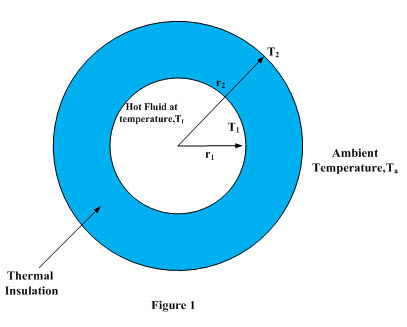 T2
r2
Hot Fluid at
temperature,Tf
T1
r1
Ambient
Temperature,Ta
Thermal
Insulation
Figure 1